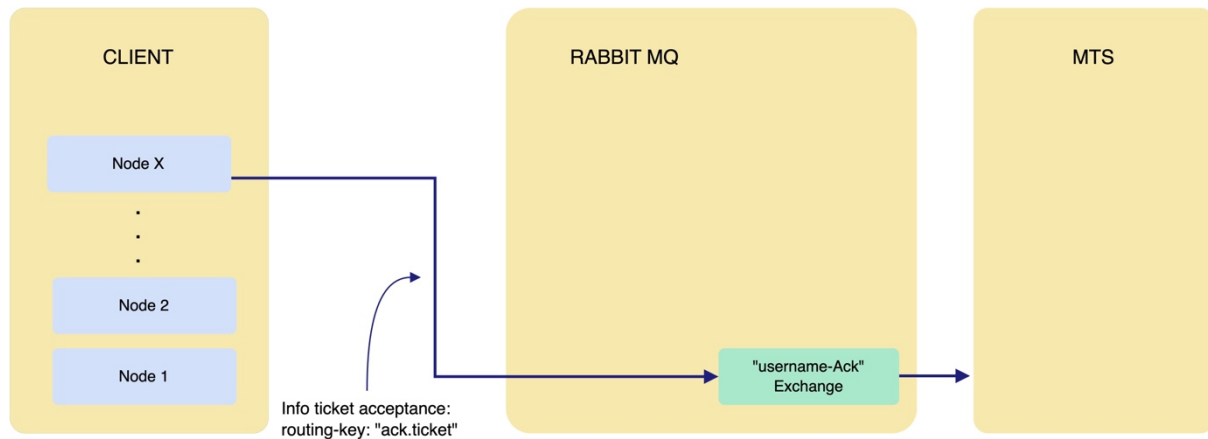 CLIENT
RABBIT MQ
MTS
Node X
Node 2
Node 1
"username-Ack"
Exchange
Info ticket acceptance:
routing-key: "ack.ticket"